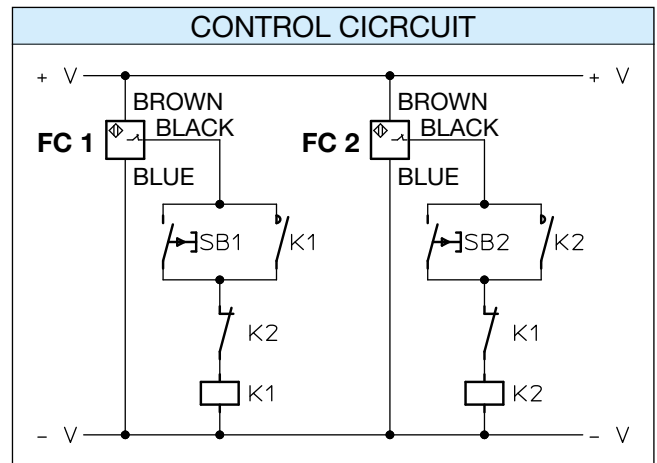 CONTROL CICRCUIT
+ V + V
BROWN BROWN
FC 1 BLACK FC 2 BLACK
BLUE BLUE
SB1 K1 SB2 K2
K2 K1
K1 K2
- V - V